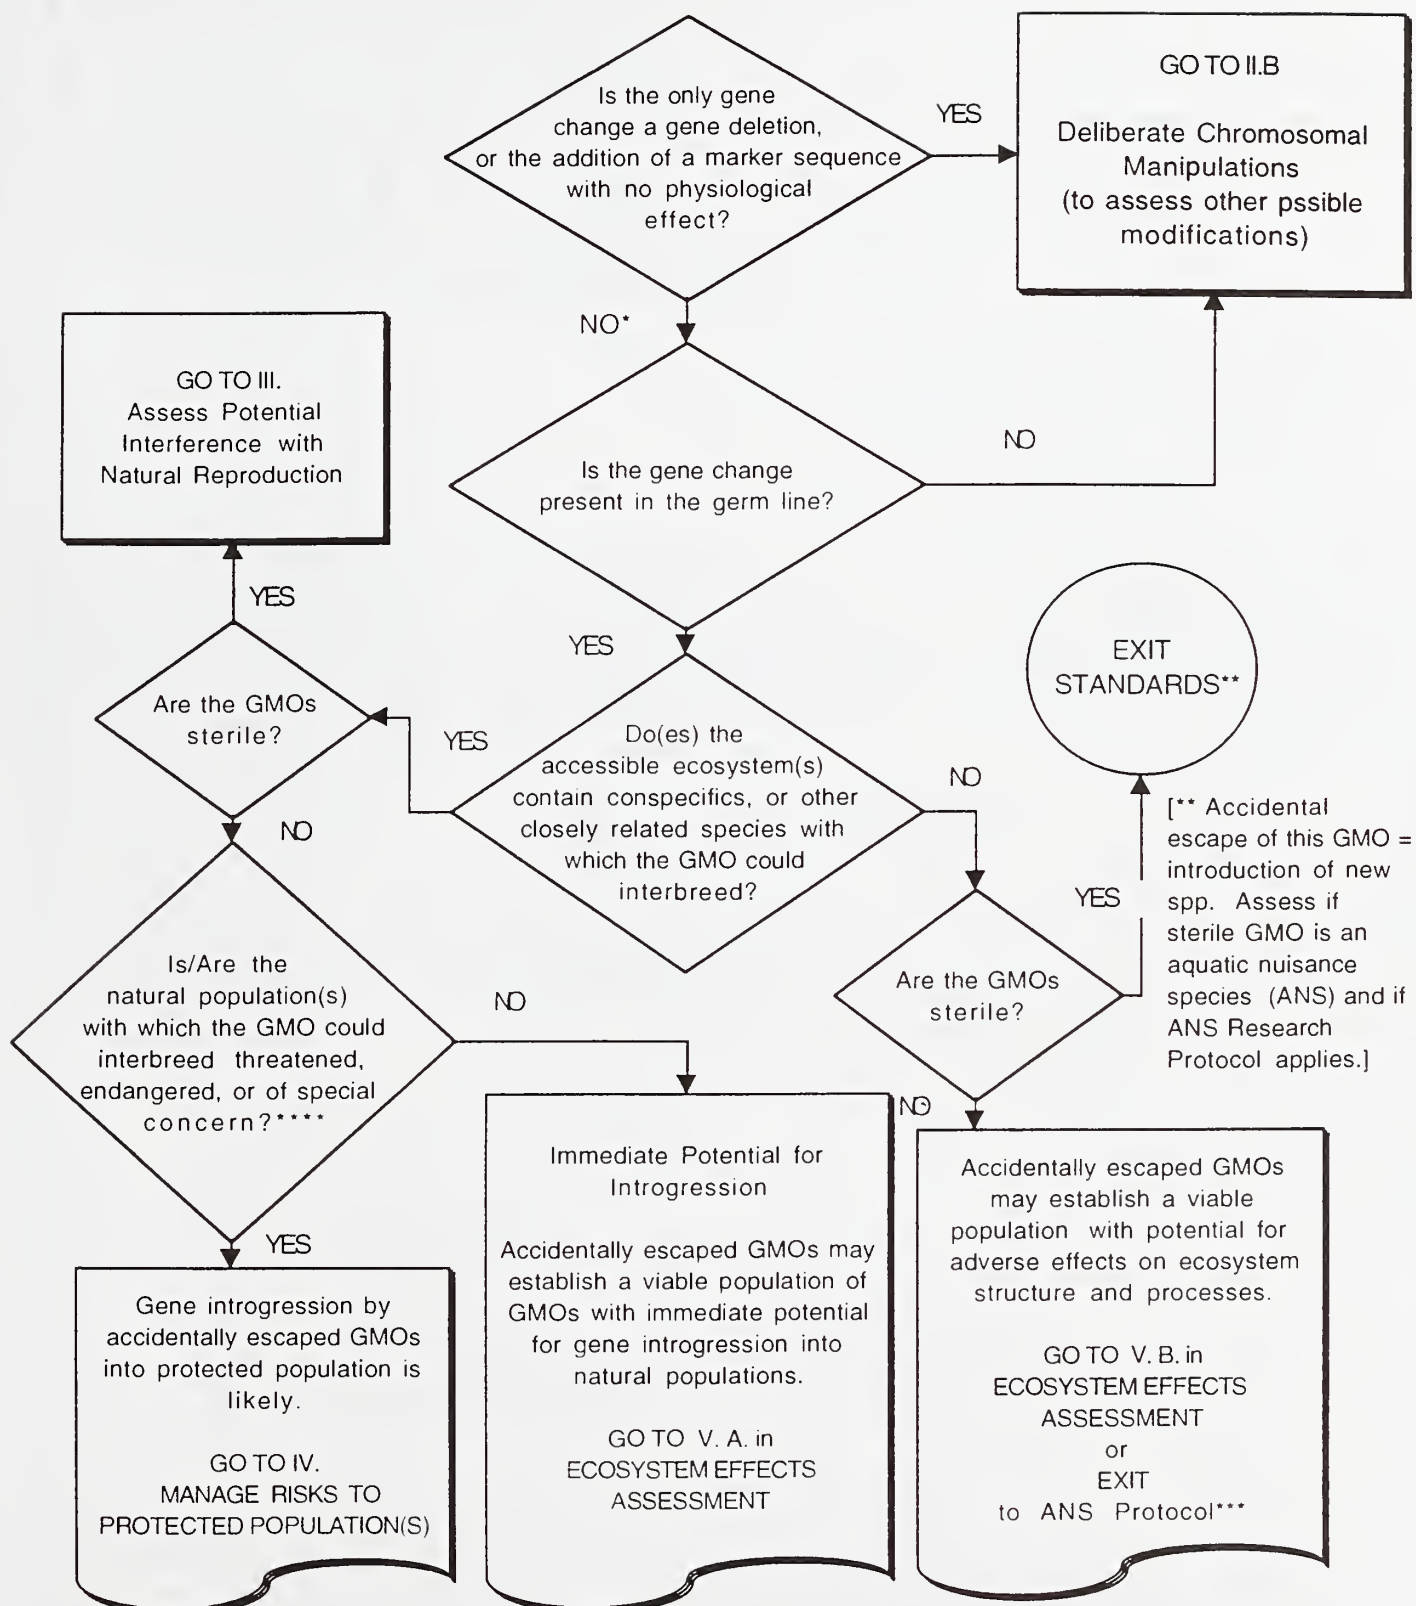 Is the only gene
change a gene deletion,
or the addition of a marker sequence
with no physiological
effect?
YES
GO TO II.B
Deliberate Chromosomal
Manipulations
(to assess other pssible
modifications)
NO*
GO TO III.
Assess Potential
Interference with
Natural Reproduction
Is the gene change
present in the germ line?
NO
YES
YES
Are the GMOs
sterile?
YES
Do(es) the
accessible ecosystem(s)
contain conspecifics, or other
closely related species with
which the GMO could
interbreed?
NO
EXIT
STANDARDS**
[** Accidental
escape of this GMO =
introduction of new
spp. Assess if
sterile GMO is an
aquatic nuisance
species (ANS) and if
ANS Research
Protocol applies.]
NO
YES
Are the GMOs
sterile?
Is/Are the
natural population(s)
with which the GMO could
interbreed threatened,
endangered, or of special
concern?****
NO
NO
YES
Gene introgression by
accidentally escaped GMOs
into protected population is
likely.
GO TO IV.
MANAGE RISKS TO
PROTECTED POPULATION(S)
Immediate Potential for
Introgression
Accidentally escaped GMOs may
establish a viable population of
GMOs with immediate potential
for gene introgression into
natural populations.
GO TO V. A. in
ECOSYSTEM EFFECTS
ASSESSMENT
Accidentally escaped GMOs
may establish a viable
population with potential for
adverse effects on ecosystem
structure and processes.
GO TO V. B. in
ECOSYSTEM EFFECTS
ASSESSMENT
or
EXIT
to ANS Protocol***